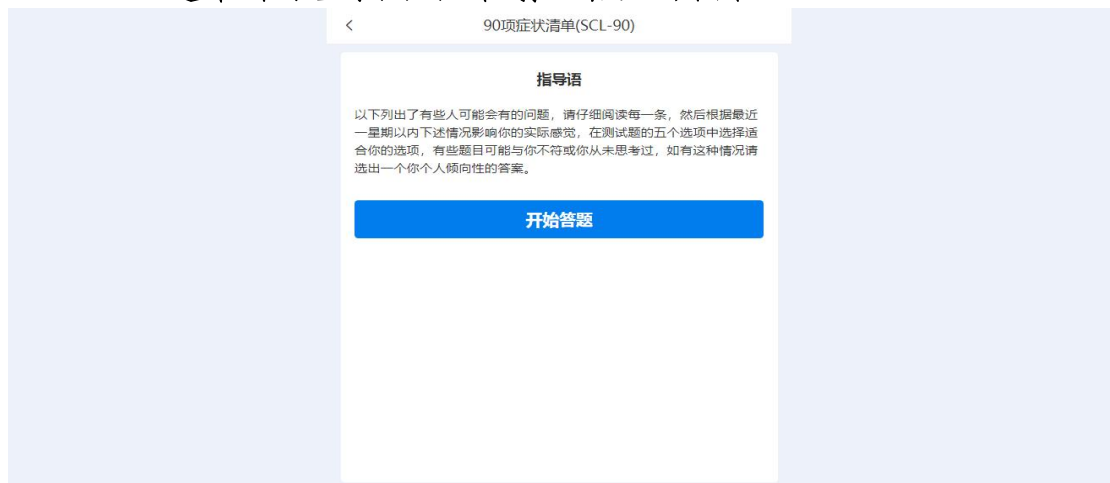 90项症状清单(SCL-90)
指导语
以下列出了有些人可能会有的问题，请仔细阅读每一条，然后根据最近
一星期以内下述情况影响你的实际感觉，在测试题的五个选项中选择适
合你的选项，有些题目可能与你不符或你从未思考过，如有这种情况请
选出一个你个人倾向性的答案。
开始答题